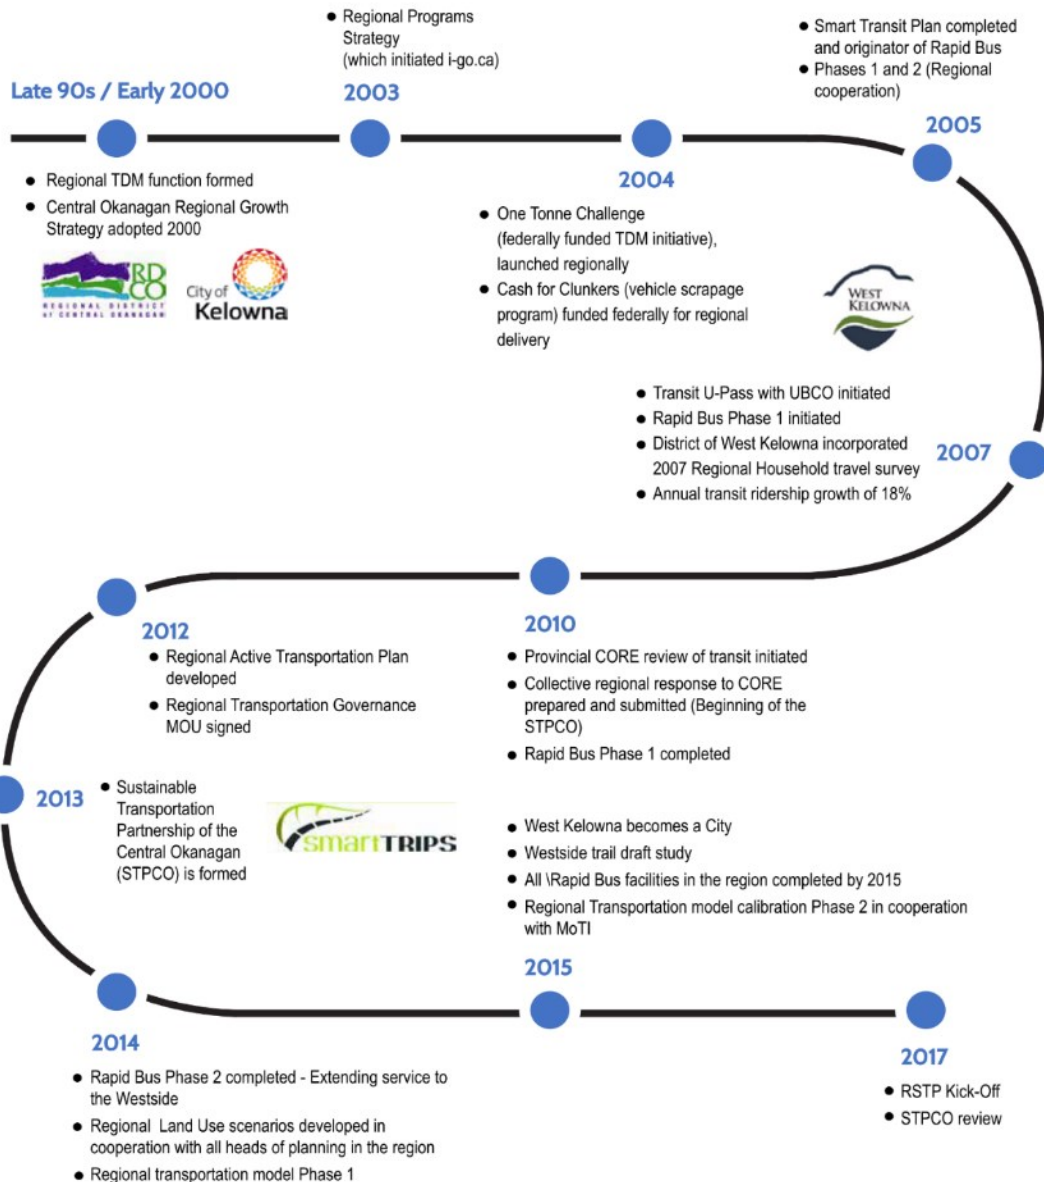 Late 90s / Early 2000
• Regional TDM function formed
• Central Okanagan Regional Growth
Strategy adopted 2000
RD
CO
REGIONAL DISTRICT
of CENTRAL OKANAGAN
City of
Kelowna
• Regional Programs
Strategy
(which initiated i-go.ca)
2003
2004
• One Tonne Challenge
(federally funded TDM initiative),
launched regionally
• Cash for Clunkers (vehicle scrapage
program) funded federally for regional
delivery
• Smart Transit Plan completed
and originator of Rapid Bus
• Phases 1 and 2 (Regional
cooperation)
2005
WEST
KELOWNA
• Transit U-Pass with UBCO initiated
• Rapid Bus Phase 1 initiated
• District of West Kelowna incorporated
2007 Regional Household travel survey
• Annual transit ridership growth of 18%
2007
2010
• Provincial CORE review of transit initiated
• Collective regional response to CORE
prepared and submitted (Beginning of the
STPCO)
• Rapid Bus Phase 1 completed
2012
• Regional Active Transportation Plan
developed
• Regional Transportation Governance
MOU signed
2013
• Sustainable
Transportation
Partnership of the
Central Okanagan
(STPCO) is formed
smartTRIPS
2014
• Rapid Bus Phase 2 completed - Extending service to
the Westside
• Regional Land Use scenarios developed in
cooperation with all heads of planning in the region
• Regional transportation model Phase 1
• West Kelowna becomes a City
• Westside trail draft study
• All \Rapid Bus facilities in the region completed by 2015
• Regional Transportation model calibration Phase 2 in cooperation
with MoTI
2015
2017
• RSTP Kick-Off
• STPCO review